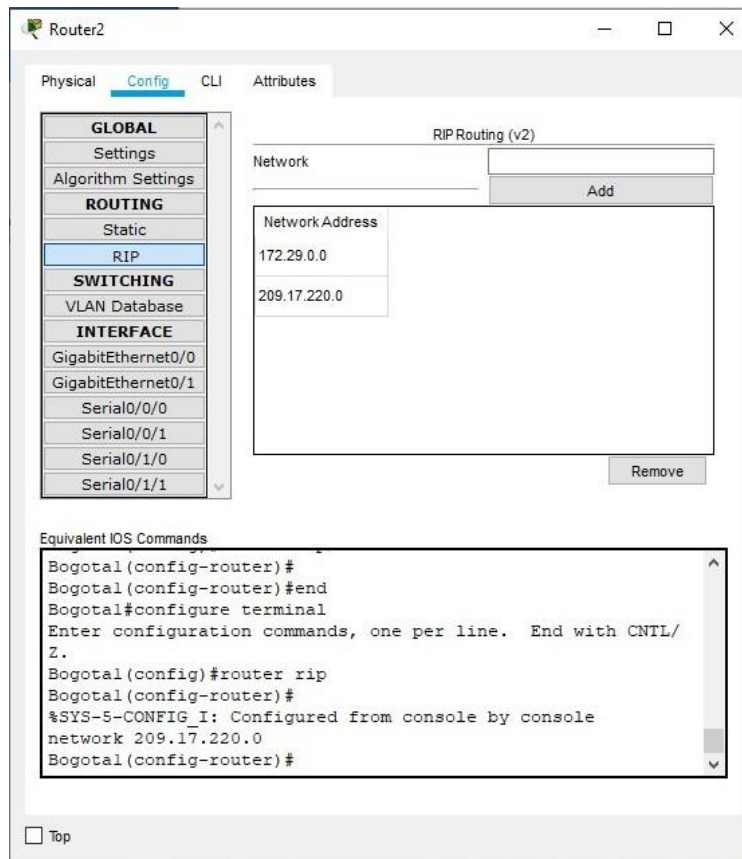 Router2
Physical Config CLI Attributes
GLOBAL
Settings
Algorithm Settings
ROUTING
Static
RIP
SWITCHING
VLAN Database
INTERFACE
GigabitEthernet0/0
GigabitEthernet0/1
Serial0/0/0
Serial0/0/1
Serial0/1/0
Serial0/1/1
RIP Routing (v2)
Network
Add
Network Address
172.29.0.0
209.17.220.0
Remove
Equivalent IOS Commands
Bogota1(config-router)#
Bogota1(config-router)#end
Bogota1#configure terminal
Enter configuration commands, one per line. End with CNTL/
Z.
Bogota1(config)#router rip
Bogota1(config-router)#
%SYS-5-CONFIG_I: Configured from console by console
network 209.17.220.0
Bogota1(config-router)#
Top